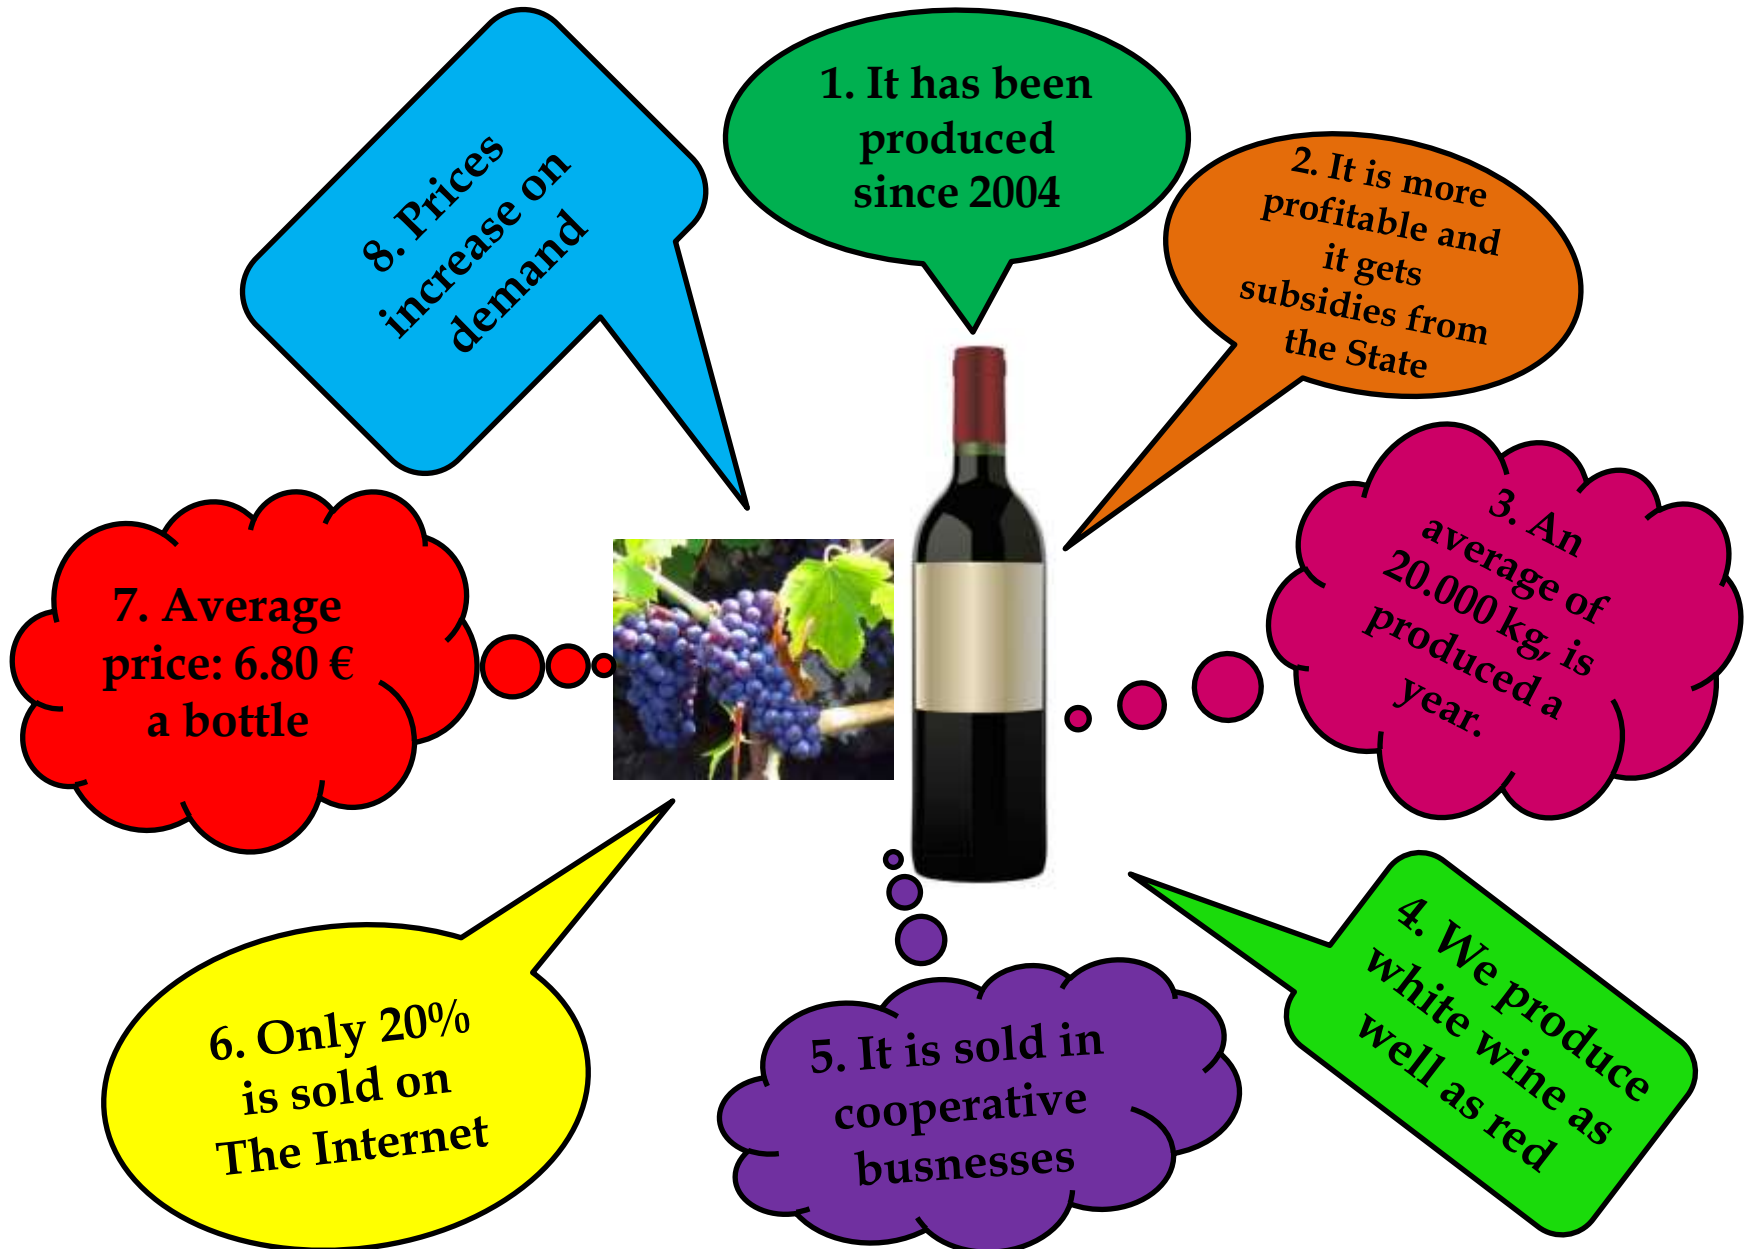 1. It has been
produced
since 2004
2. It is more
profitable and
it gets
subsidies from
the State
3. An
average of
20.000 kg, is
produced a
year.
4. We produce
white wine as
well as red
5. It is sold in
cooperative
busnesses
6. Only 20%
is sold on
The Internet
7. Average
price: 6.80 €
a bottle
8. Prices
increase on
demand